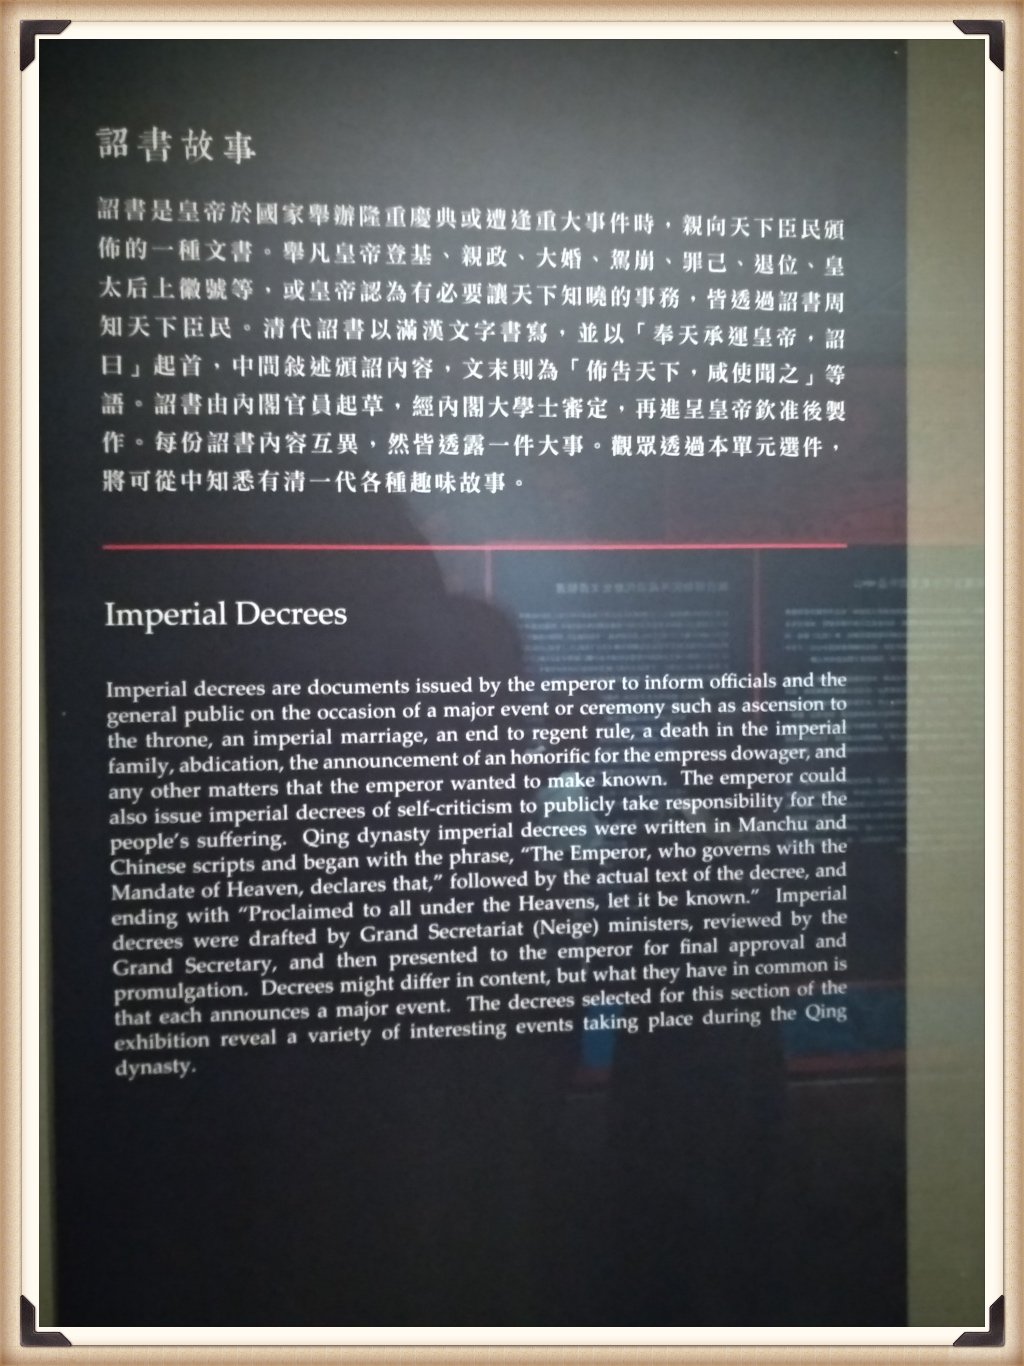 詔書故事
詔書是皇帝於國家舉辦隆重慶典或遭逢重大事件時，親向天下臣民頒
佈的一種文書。舉凡皇帝登基、親政、大婚、駕崩、罪己、退位、皇
太后上徽號等，或皇帝認為有必要讓天下知曉的事務，皆透過詔書周
知天下臣民。清代詔書以滿漢文字書寫，並以「奉天承運皇帝，詔
曰」起首，中間敍述頒詔內容，文末則為「佈告天下，咸使聞之」等
語。詔書由內閣官員起草，經內閣大學士審定，再進呈皇帝欽准後製
作。每份詔書內容互異，然皆透露一件大事。觀眾透過本單元選件，
將可從中知悉有清一代各種趣味故事。
Imperial Decrees
Imperial decrees are documents issued by the emperor to inform officials and the
general public on the occasion of a major event or ceremony such as ascension to
the throne, an imperial marriage, an end to regent rule, a death in the imperial
family, abdication, the announcement of an honorific for the empress dowager, and
any other matters that the emperor wanted to make known. The emperor could
also issue imperial decrees of self-criticism to publicly take responsibility for the
people's suffering. Qing dynasty imperial decrees were written in Manchu and
Chinese scripts and began with the phrase, “The Emperor, who governs with the
Mandate of Heaven, declares that,” followed by the actual text of the decree, and
ending with “Proclaimed to all under the Heavens, let it be known.” Imperial
decrees were drafted by Grand Secretariat (Neige) ministers, reviewed by the
Grand Secretary, and then presented to the emperor for final approval and
promulgation. Decrees might differ in content, but what they have in common is
that each announces a major event. The decrees selected for this section of the
exhibition reveal a variety of interesting events taking place during the Qing
dynasty.